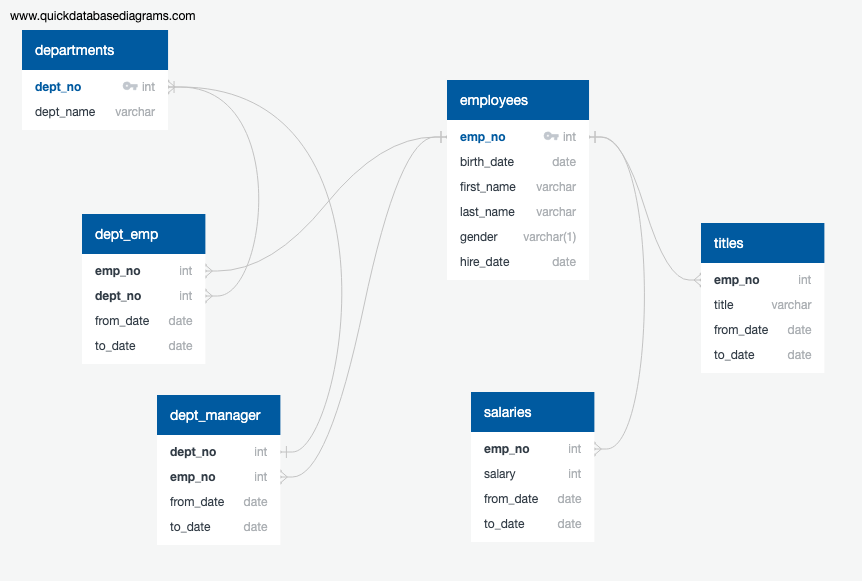 www.quickdatabasediagrams.com
departments
dept_no int
dept_name varchar
employees
emp_no int
birth_date date
first_name varchar
last_name varchar
gender varchar(1)
hire_date date
dept_emp
emp_no int
dept_no int
from_date date
to_date date
titles
emp_no int
title varchar
from_date date
to_date date
dept_manager
dept_no int
emp_no int
from_date date
to_date date
salaries
emp_no int
salary int
from_date date
to_date date